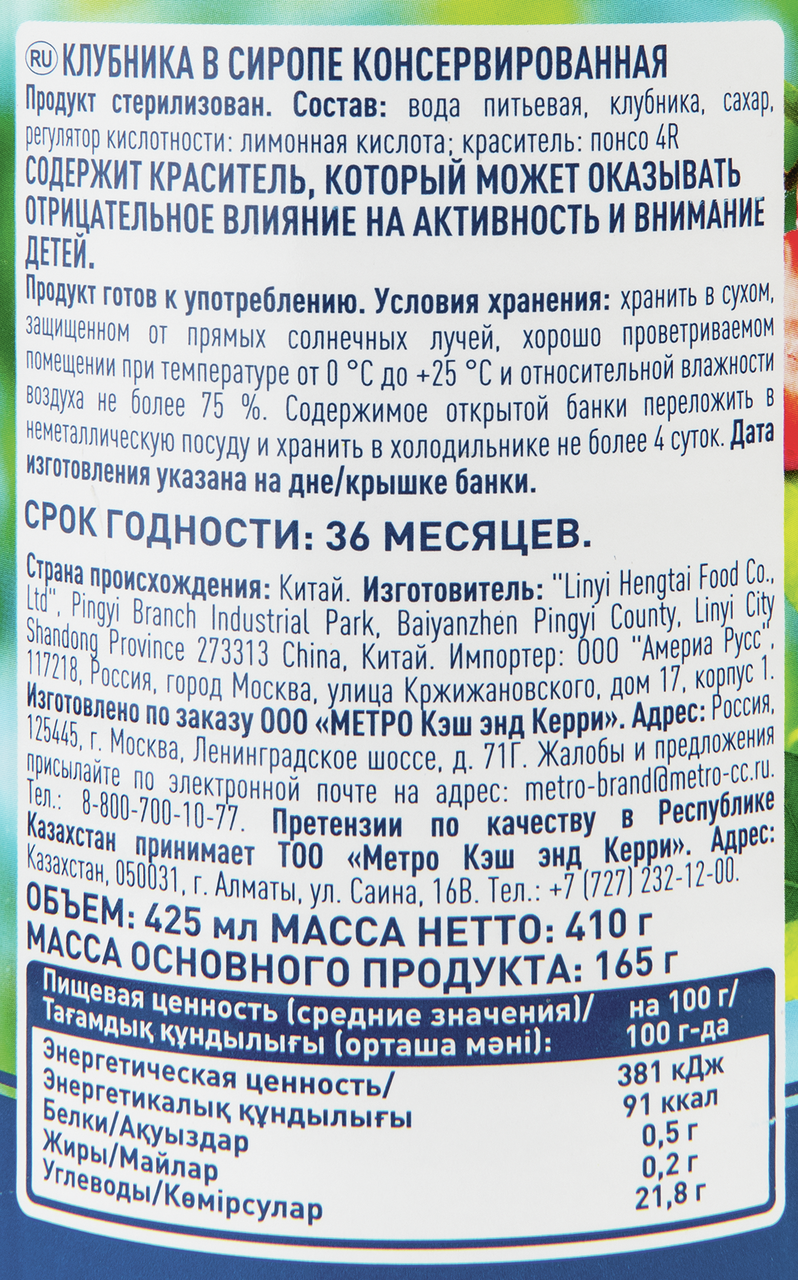 RU КЛУБНИКА В СИРОПЕ КОНСЕРВИРОВАННАЯ
Продукт стерилизован. Состав: вода питьевая, клубника, сахар,
регулятор кислотности: лимонная кислота; краситель: понсо 4R
СОДЕРЖИТ КРАСИТЕЛЬ, КОТОРЫЙ МОЖЕТ ОКАЗЫВАТЬ
ОТРИЦАТЕЛЬНОЕ ВЛИЯНИЕ НА АКТИВНОСТЬ И ВНИМАНИЕ
ДЕТЕЙ.
Продукт готов к употреблению. Условия хранения: хранить в сухом,
защищенном от прямых солнечных лучей, хорошо проветриваемом
помещении при температуре от 0 °С до +25 °С и относительной влажности
воздуха не более 75 %. Содержимое открытой банки переложить в
неметаллическую посуду и хранить в холодильнике не более 4 суток. Дата
изготовления указана на дне/крышке банки.
СРОК ГОДНОСТИ: 36 МЕСЯЦЕВ.
Страна происхождения: Китай. Изготовитель: "Linyi Hengtai Food Co.,
Ltd", Pingyi Branch Industrial Park, Baiyanzhen Pingyi County, Linyi City
Shandong Province 273313 China, Китай. Импортер: ООО "Америа Русс",
117218, Россия, город Москва, улица Кржижановского, дом 17, корпус 1.
Изготовлено по заказу ООО «МЕТРО Кэш энд Керри». Адрес: Россия,
125445, г. Москва, Ленинградское шоссе, д. 71Г. Жалобы и предложения
присылайте по электронной почте на адрес: metro-brand@metro-cc.ru.
Тел.: 8-800-700-10-77. Претензии по качеству в Республике
Казахстан принимает ТОО «Метро Кэш энд Керри». Адрес:
Казахстан, 050031, г. Алматы, ул. Саина, 16В. Тел.: +7 (727) 232-12-00.
ОБЪЕМ: 425 мл МАССА НЕТТО: 410 г
МАССА ОСНОВНОГО ПРОДУКТА: 165 г
Пищевая ценность (средние значения)/ на 100 г/
Тағамдық құндылығы (орташа мәні): 100 г-да
Энергетическая ценность/ 381 кДж
Энергетикалық құндылығы 91 ккал
Белки/Ақуыздар 0,5 г
Жиры/Майлар 0,2 г
Углеводы/Көмірсулар 21,8 г